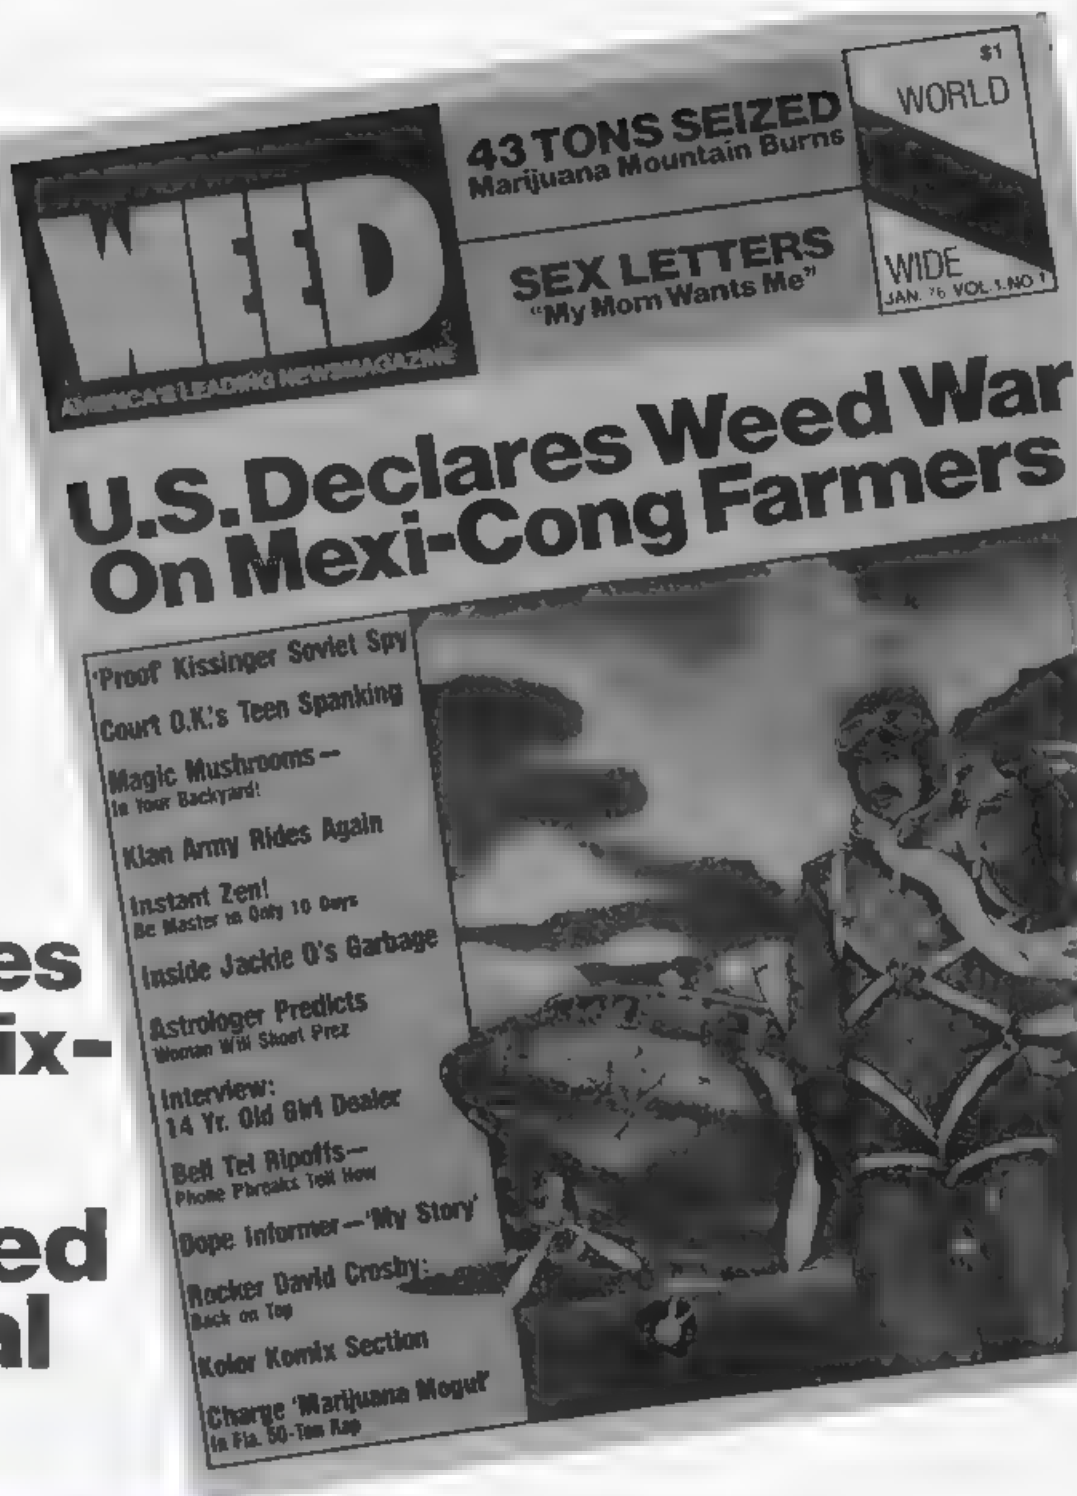 $1
WORLD
43 TONS SEIZED
Marijuana Mountain Burns
WEED
AMERICA'S LEADING NEWSMAGAZINE
SEX LETTERS
"My Mom Wants Me"
WIDE
JAN. 76 VOL. 1. NO 1
U.S. Declares Weed War
On Mexi-Cong Farmers
'Proof' Kissinger Soviet Spy
Court O.K.'s Teen Spanking
Magic Mushrooms—
In Your Backyard!
Klan Army Rides Again
Instant Zen!
Be Master in Only 10 Days
Inside Jackie O's Garbage
Astrologer Predicts
Woman Will Shoot Prez
Interview:
14 Yr. Old Girl Dealer
Bell Tel Ripoffs—
Phone Phreaks Tell How
Dope Informer—'My Story'
Rocker David Crosby:
Back on Top
Kolor Komix Section
Charge 'Marijuana Mogul'
In Fla. 50-Ton Rap
es
ix-
ed
al